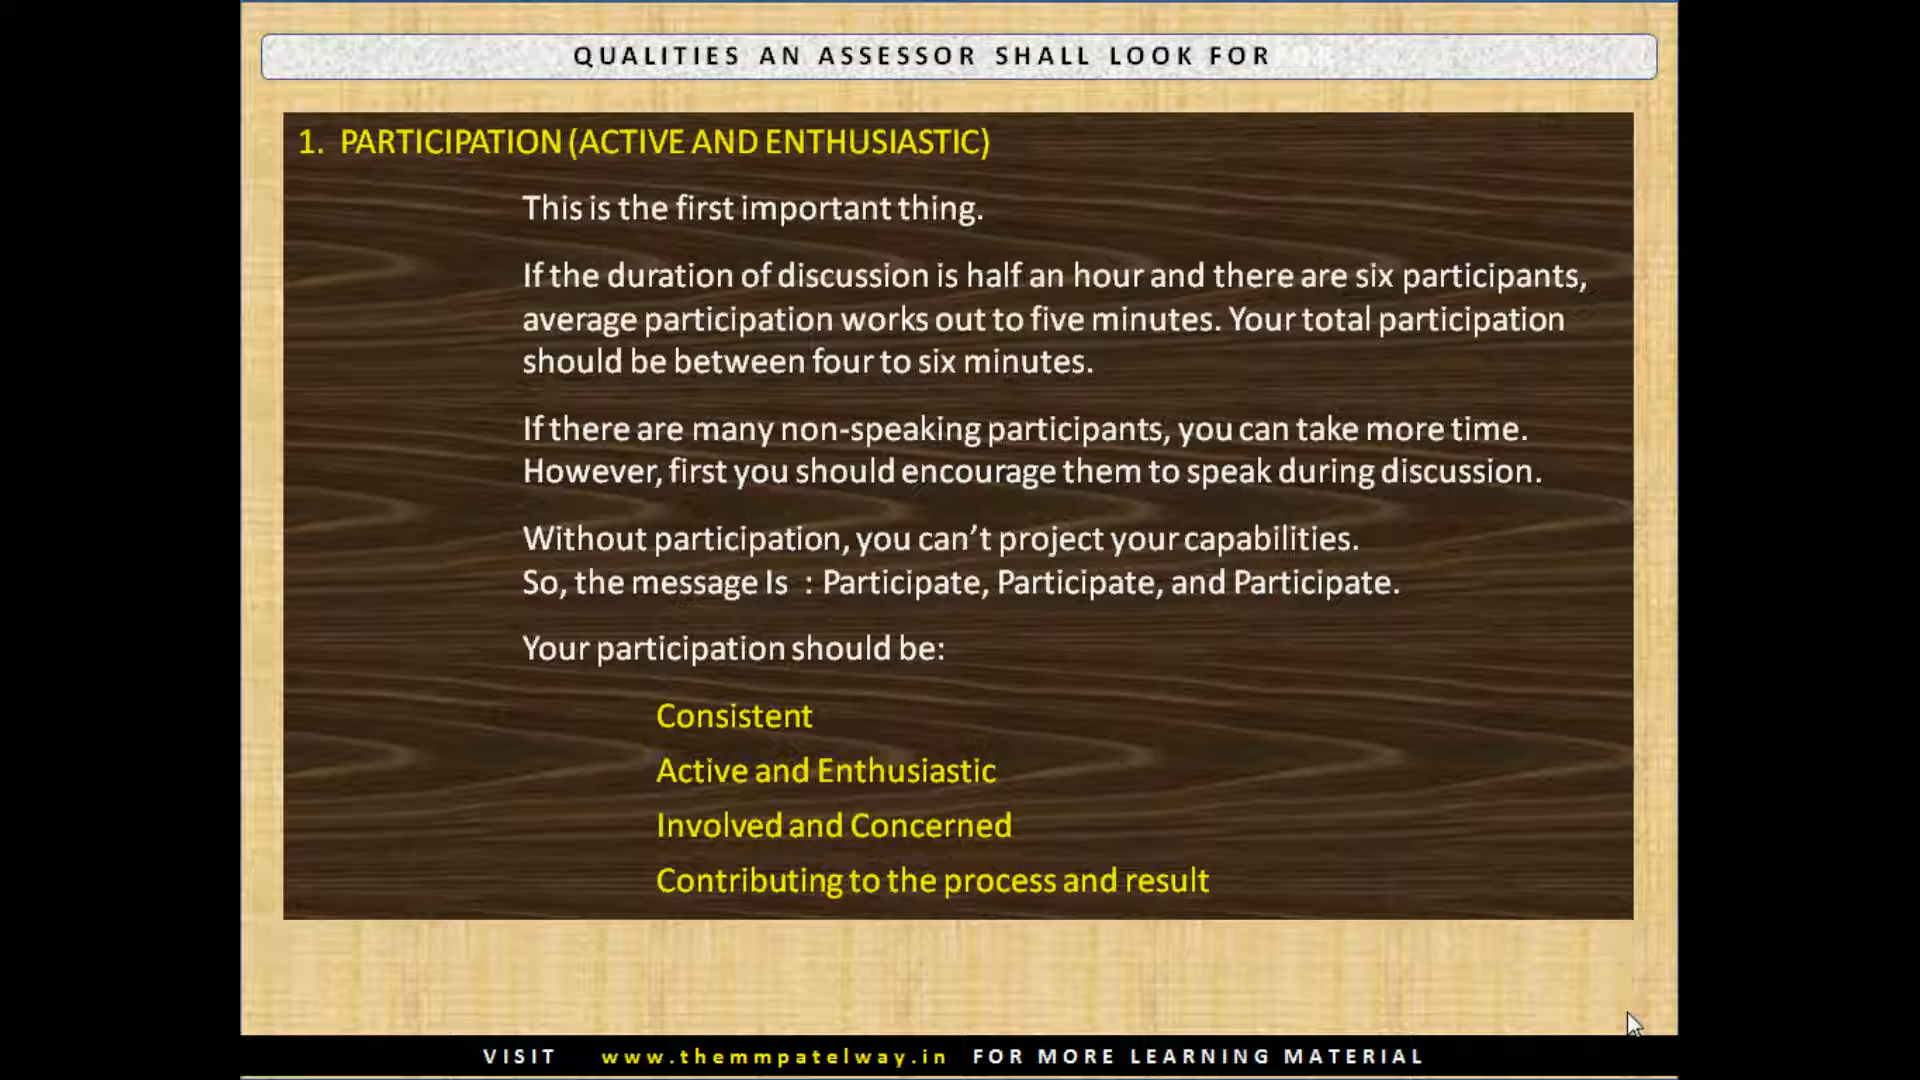 QUALITIES AN ASSESSOR SHALL LOOK FOR
1. PARTICIPATION (ACTIVE AND ENTHUSIASTIC)
This is the first important thing.
If the duration of discussion is half an hour and there are six participants,
average participation works out to five minutes. Your total participation
should be between four to six minutes.
If there are many non-speaking participants, you can take more time.
However, first you should encourage them to speak during discussion.
Without participation, you can’t project your capabilities.
So, the message Is : Participate, Participate, and Participate.
Your participation should be:
Consistent
Active and Enthusiastic
Involved and Concerned
Contributing to the process and result
VISIT www.themmpatelway.in FOR MORE LEARNING MATERIAL